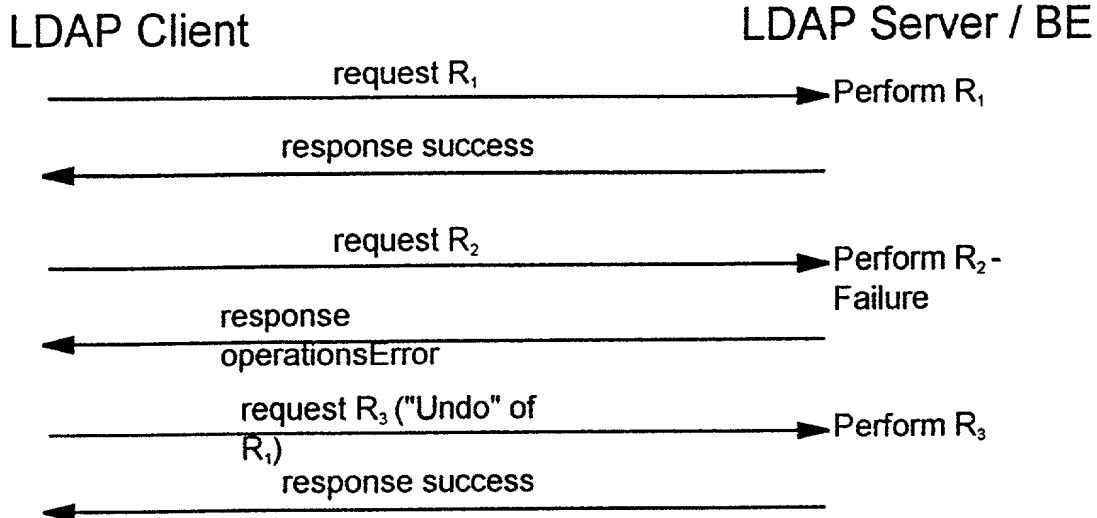 LDAP Client
LDAP Server / BE
request R₁
Perform R₁
response success
request R₂
Perform R₂ -
Failure
response
operationsError
request R₃ ("Undo" of
R₁)
Perform R₃
response success